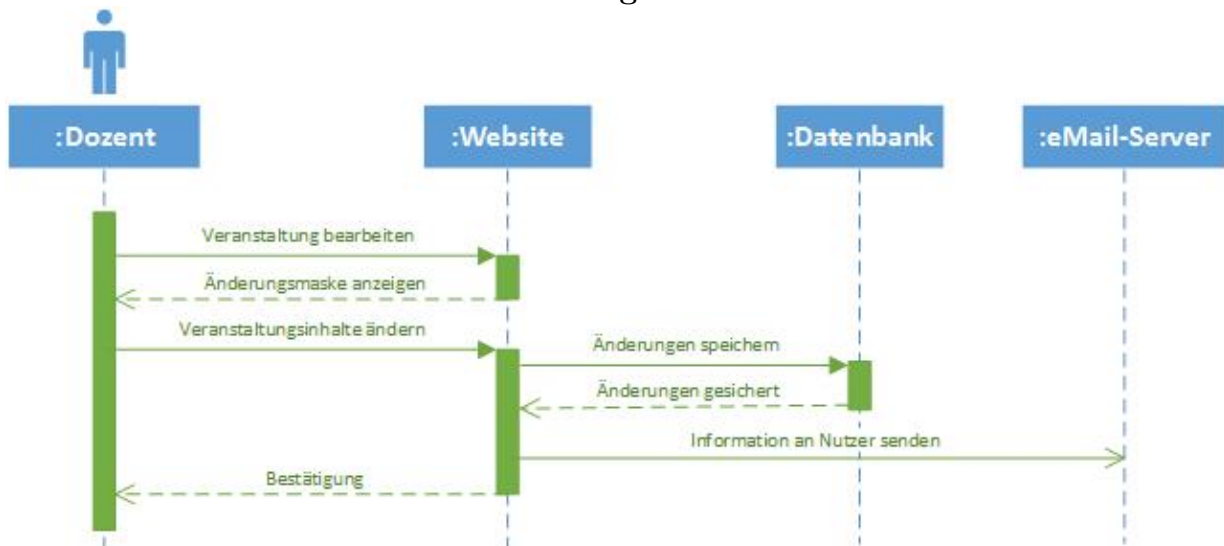 :Dozent
:Website
:Datenbank
:eMail-Server
Veranstaltung bearbeiten
Änderungsmaske anzeigen
Veranstaltungsinhalte ändern
Änderungen speichern
Änderungen gesichert
Information an Nutzer senden
Bestätigung